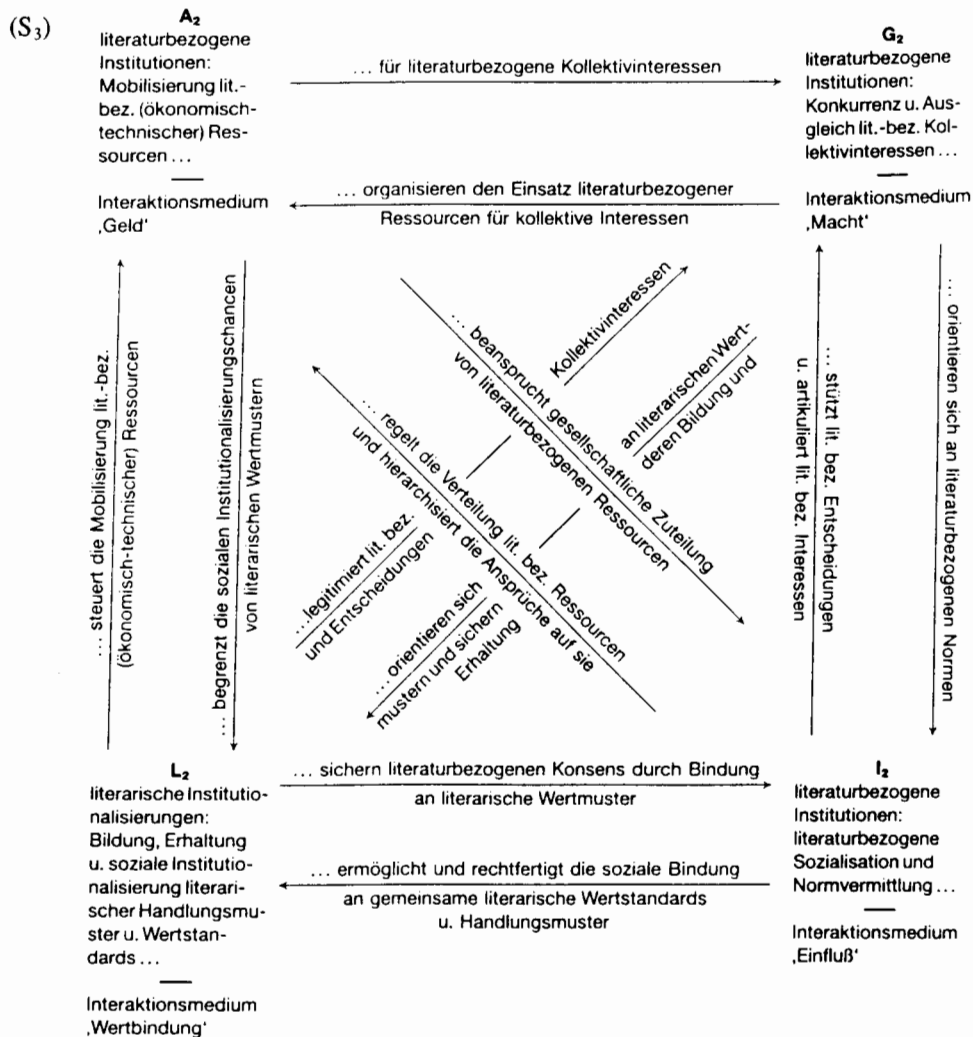 (S₃)
A₂
literaturbezogene
Institutionen:
Mobilisierung lit.-
bez. (ökonomisch-
technischer) Res-
sourcen ...
Interaktionsmedium
‚Geld‘
... für literaturbezogene Kollektivinteressen
... organisieren den Einsatz literaturbezogener
Ressourcen für kollektive Interessen
G₂
literaturbezogene
Institutionen:
Konkurrenz u. Aus-
gleich lit.-bez. Kol-
lektivinteressen ...
Interaktionsmedium
‚Macht‘
... steuert die Mobilisierung lit.-bez.
(ökonomisch-technischer) Ressourcen
... begrenzt die sozialen Institutionalisierungschancen
von literarischen Wertmustern
... beansprucht gesellschaftliche Zuteilung
von literaturbezogenen Ressourcen
... regelt die Verteilung lit. bez. Ressourcen
und hierarchisiert die Ansprüche auf sie
...legitimiert lit. bez.
und Entscheidungen
Kollektivinteressen
... orientieren sich
mustern und sichern
Erhaltung
an literarischen Wert-
deren Bildung und
... stützt lit. bez. Entscheidungen
u. artikuliert lit. bez. Interessen
... orientieren sich an literaturbezogenen Normen
L₂
literarische Institutio-
nalisierungen:
Bildung, Erhaltung
u. soziale Institutio-
nalisierung literari-
scher Handlungsmu-
ster u. Wertstan-
dards ...
Interaktionsmedium
‚Wertbindung‘
... sichern literaturbezogenen Konsens durch Bindung
an literarische Wertmuster
... ermöglicht und rechtfertigt die soziale Bindung
an gemeinsame literarische Wertstandards
u. Handlungsmuster
I₂
literaturbezogene
Institutionen:
literaturbezogene
Sozialisation und
Normvermittlung ...
Interaktionsmedium
‚Einfluß‘